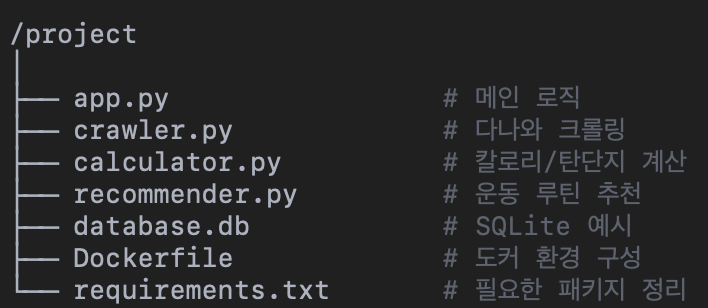 /project
│
├── app.py                 # 메인 로직
├── crawler.py             # 다나와 크롤링
├── calculator.py          # 칼로리/탄단지 계산
├── recommender.py         # 운동 루틴 추천
├── database.db            # SQLite 예시
├── Dockerfile             # 도커 환경 구성
└── requirements.txt       # 필요한 패키지 정리